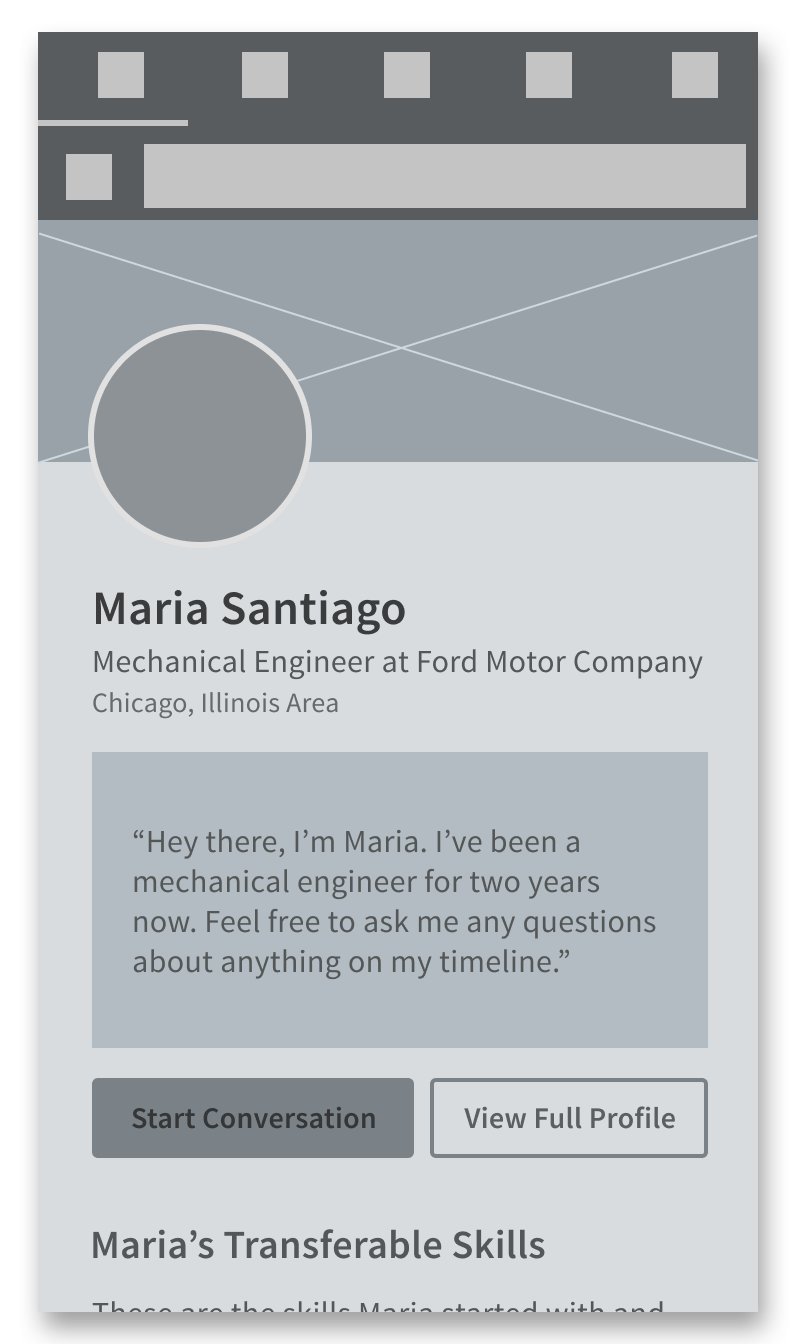 Maria Santiago
Mechanical Engineer at Ford Motor Company
Chicago, Illinois Area
“Hey there, I’m Maria. I’ve been a
mechanical engineer for two years
now. Feel free to ask me any questions
about anything on my timeline.”
Start Conversation
View Full Profile
Maria’s Transferable Skills
These are the skills Maria started with and